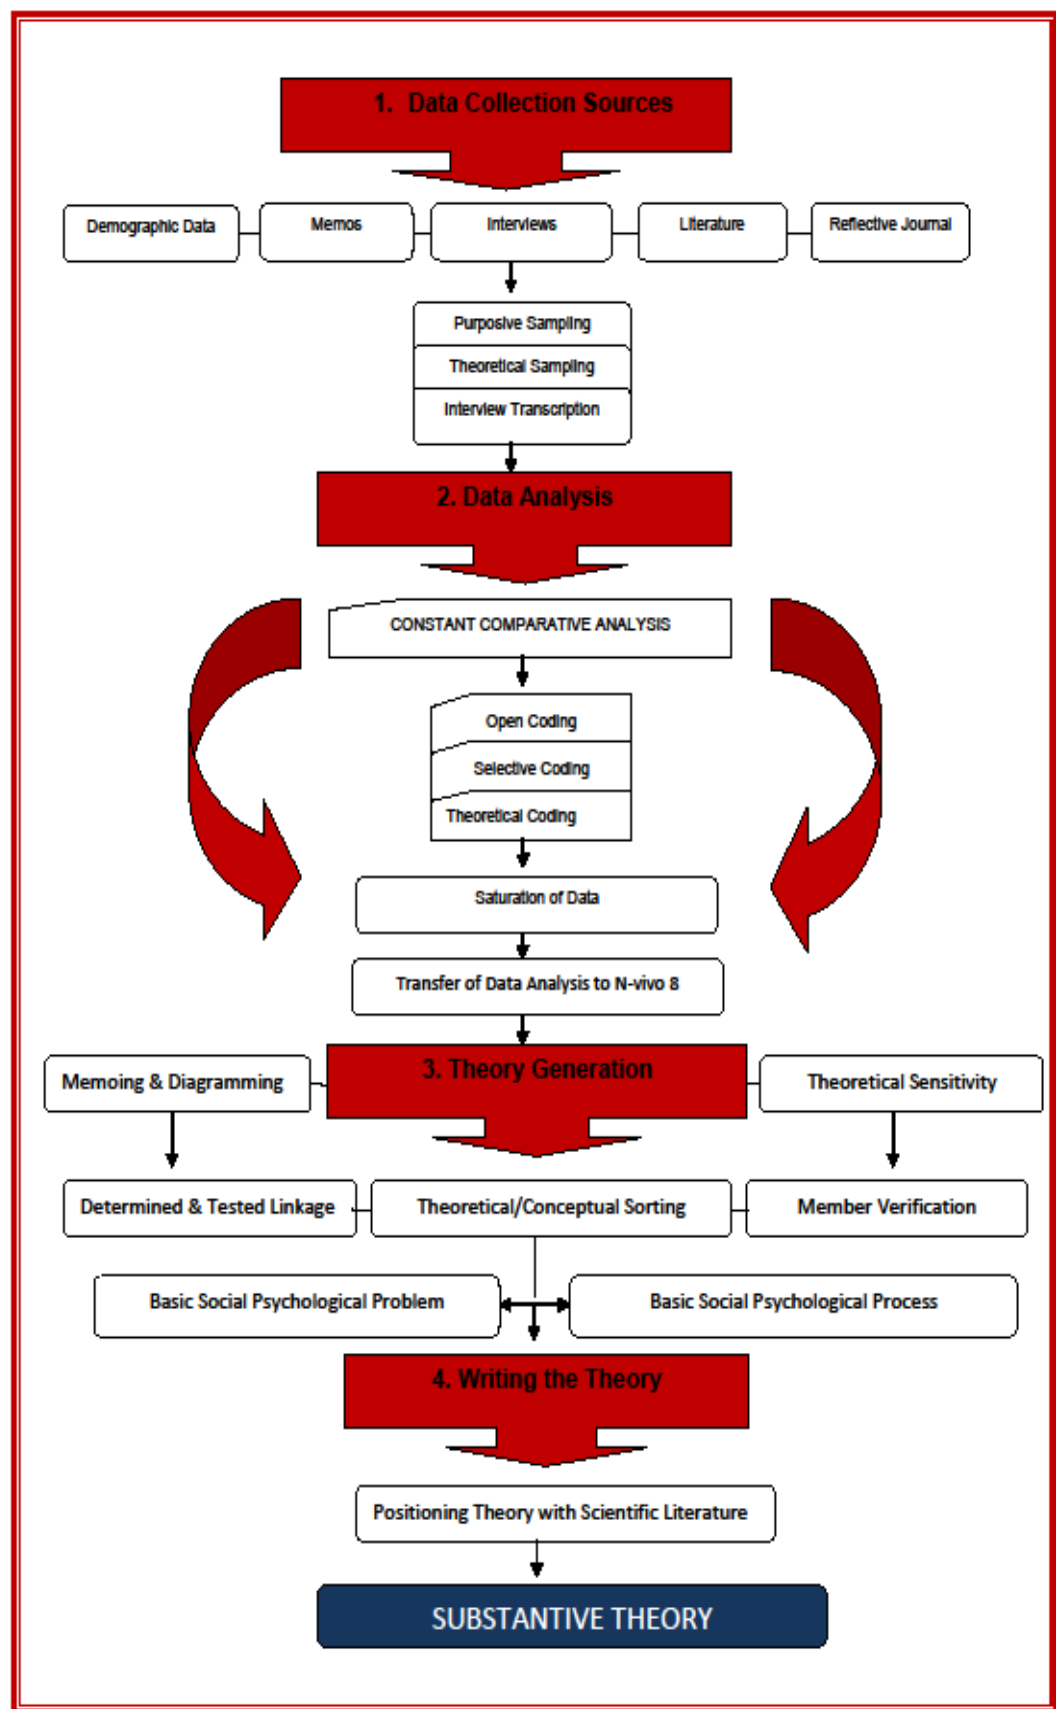 1. Data Collection Sources
Demographic Data
Memos
Interviews
Literature
Reflective Journal
Purposive Sampling
Theoretical Sampling
Interview Transcription
2. Data Analysis
CONSTANT COMPARATIVE ANALYSIS
Open Coding
Selective Coding
Theoretical Coding
Saturation of Data
Transfer of Data Analysis to N-vivo 8
Memoing & Diagramming
3. Theory Generation
Theoretical Sensitivity
Determined & Tested Linkage
Theoretical/Conceptual Sorting
Member Verification
Basic Social Psychological Problem
Basic Social Psychological Process
4. Writing the Theory
Positioning Theory with Scientific Literature
SUBSTANTIVE THEORY